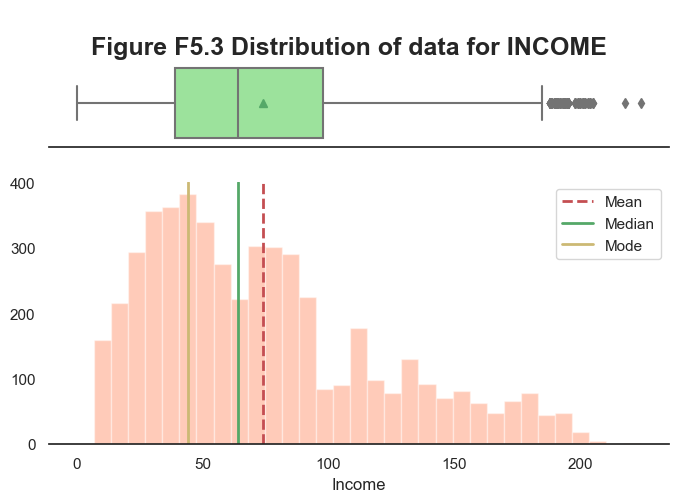 Figure F5.3 Distribution of data for INCOME
400
300
200
100
0
Mean
Median
Mode
0 50 100 150 200
Income